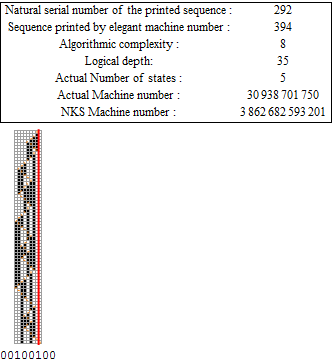 Natural serial number of the printed sequence : 292
Sequence printed by elegant machine number : 394
Algorithmic complexity : 8
Logical depth: 35
Actual Number of states : 5
Actual Machine number : 30 938 701 750
NKS Machine number : 3 862 682 593 201
00100100